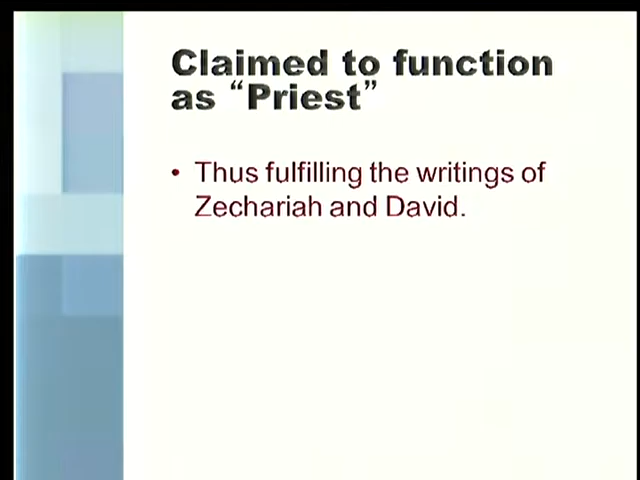 Claimed to function
as “Priest”
• Thus fulfilling the writings of
Zechariah and David.